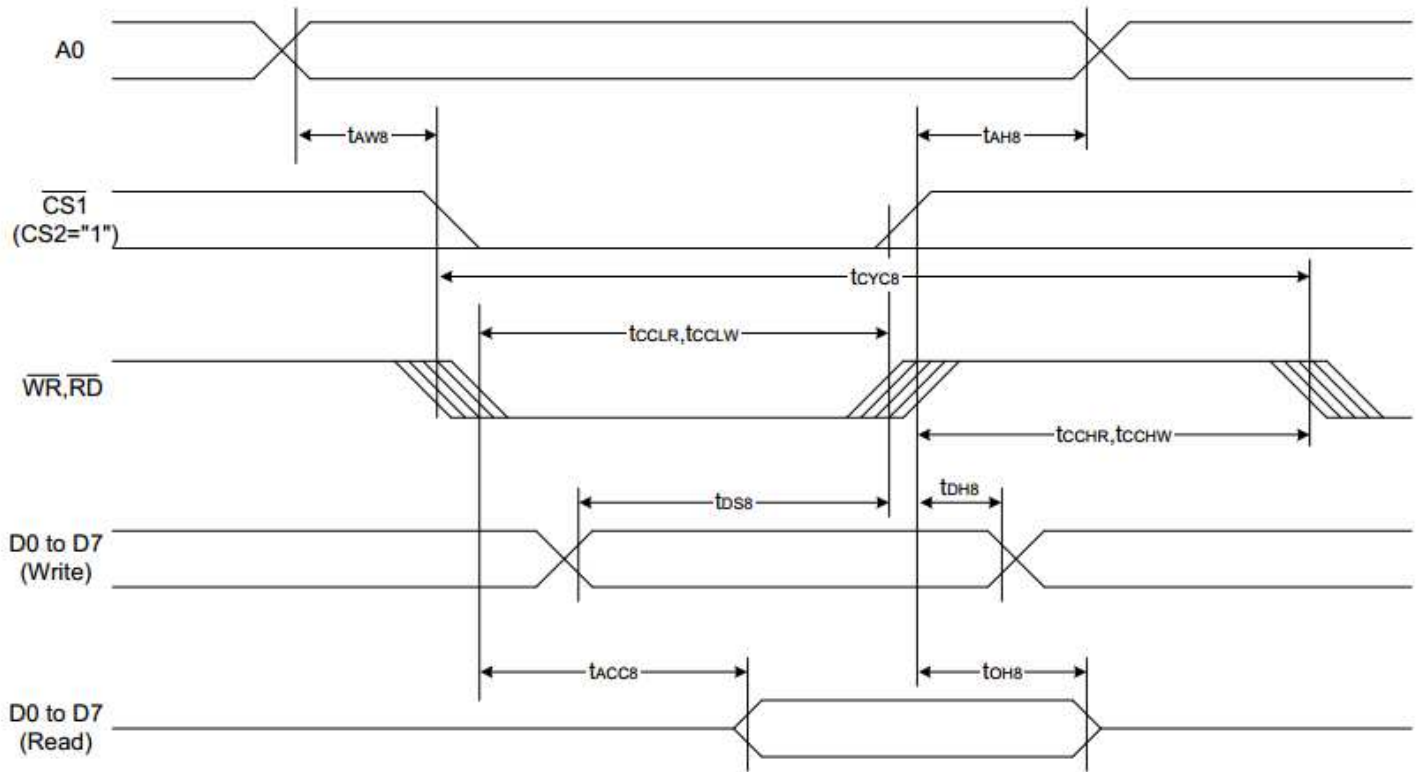 A0
tAW8
tAH8
CS1
(CS2="1")
tCYC8
tCCLR,tCCLW
WR,RD
tCCHR,tCCHW
tDS8
tDH8
D0 to D7
(Write)
tACC8
tOH8
D0 to D7
(Read)